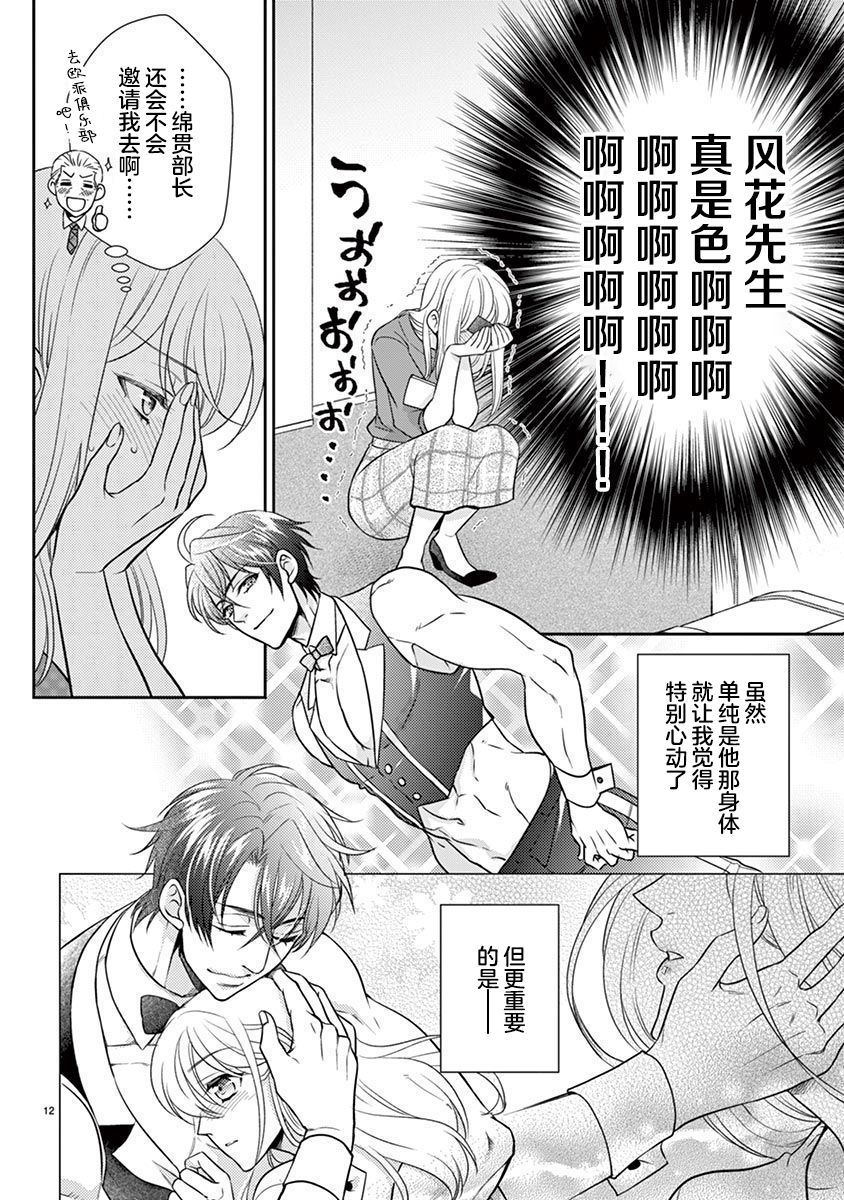 风花先生
真是色啊啊啊
啊啊啊啊啊啊
啊啊啊啊啊！！！
うぉぉぉおぉぉ……
……绵贯部长
还会不会
邀请我去啊……
去欧派俱乐部
吧！
虽然
单纯是他那身体
就让我觉得
特别心动了
但更重要
的是——
12